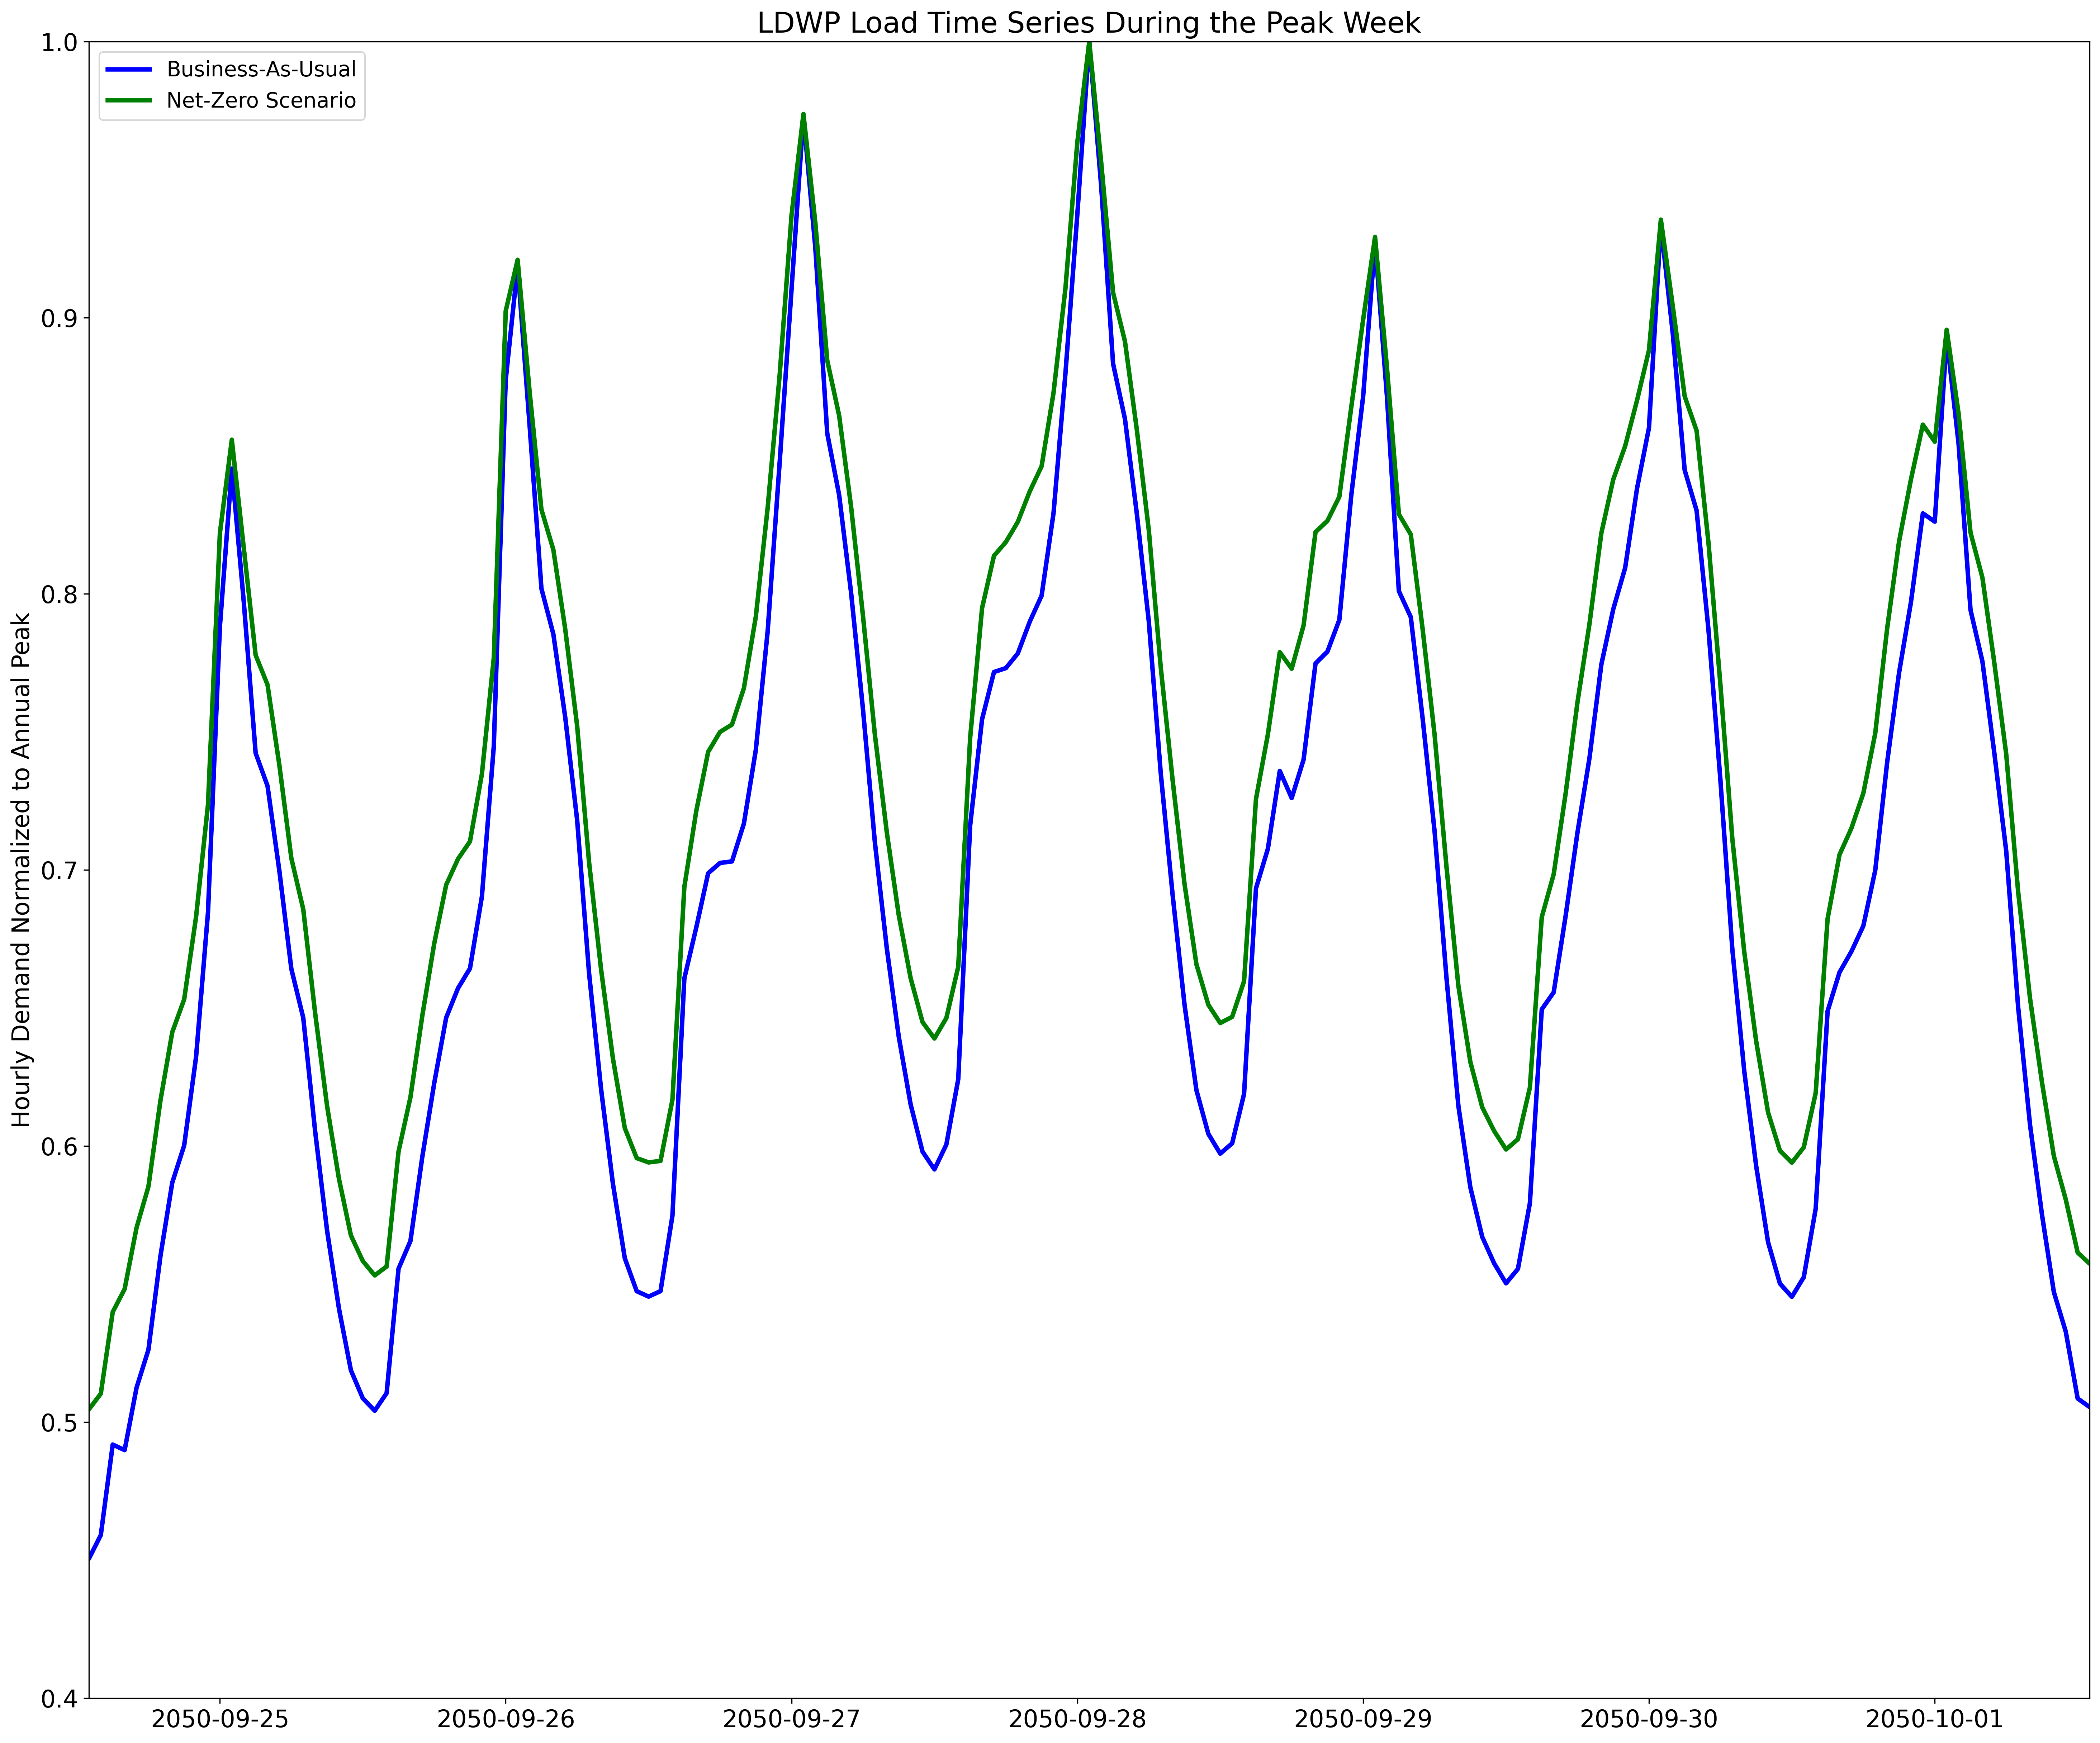 LDWP Load Time Series During the Peak Week
Business-As-Usual
Net-Zero Scenario
Hourly Demand Normalized to Annual Peak
1.0
0.9
0.8
0.7
0.6
0.5
0.4
2050-09-25 2050-09-26 2050-09-27 2050-09-28 2050-09-29 2050-09-30 2050-10-01